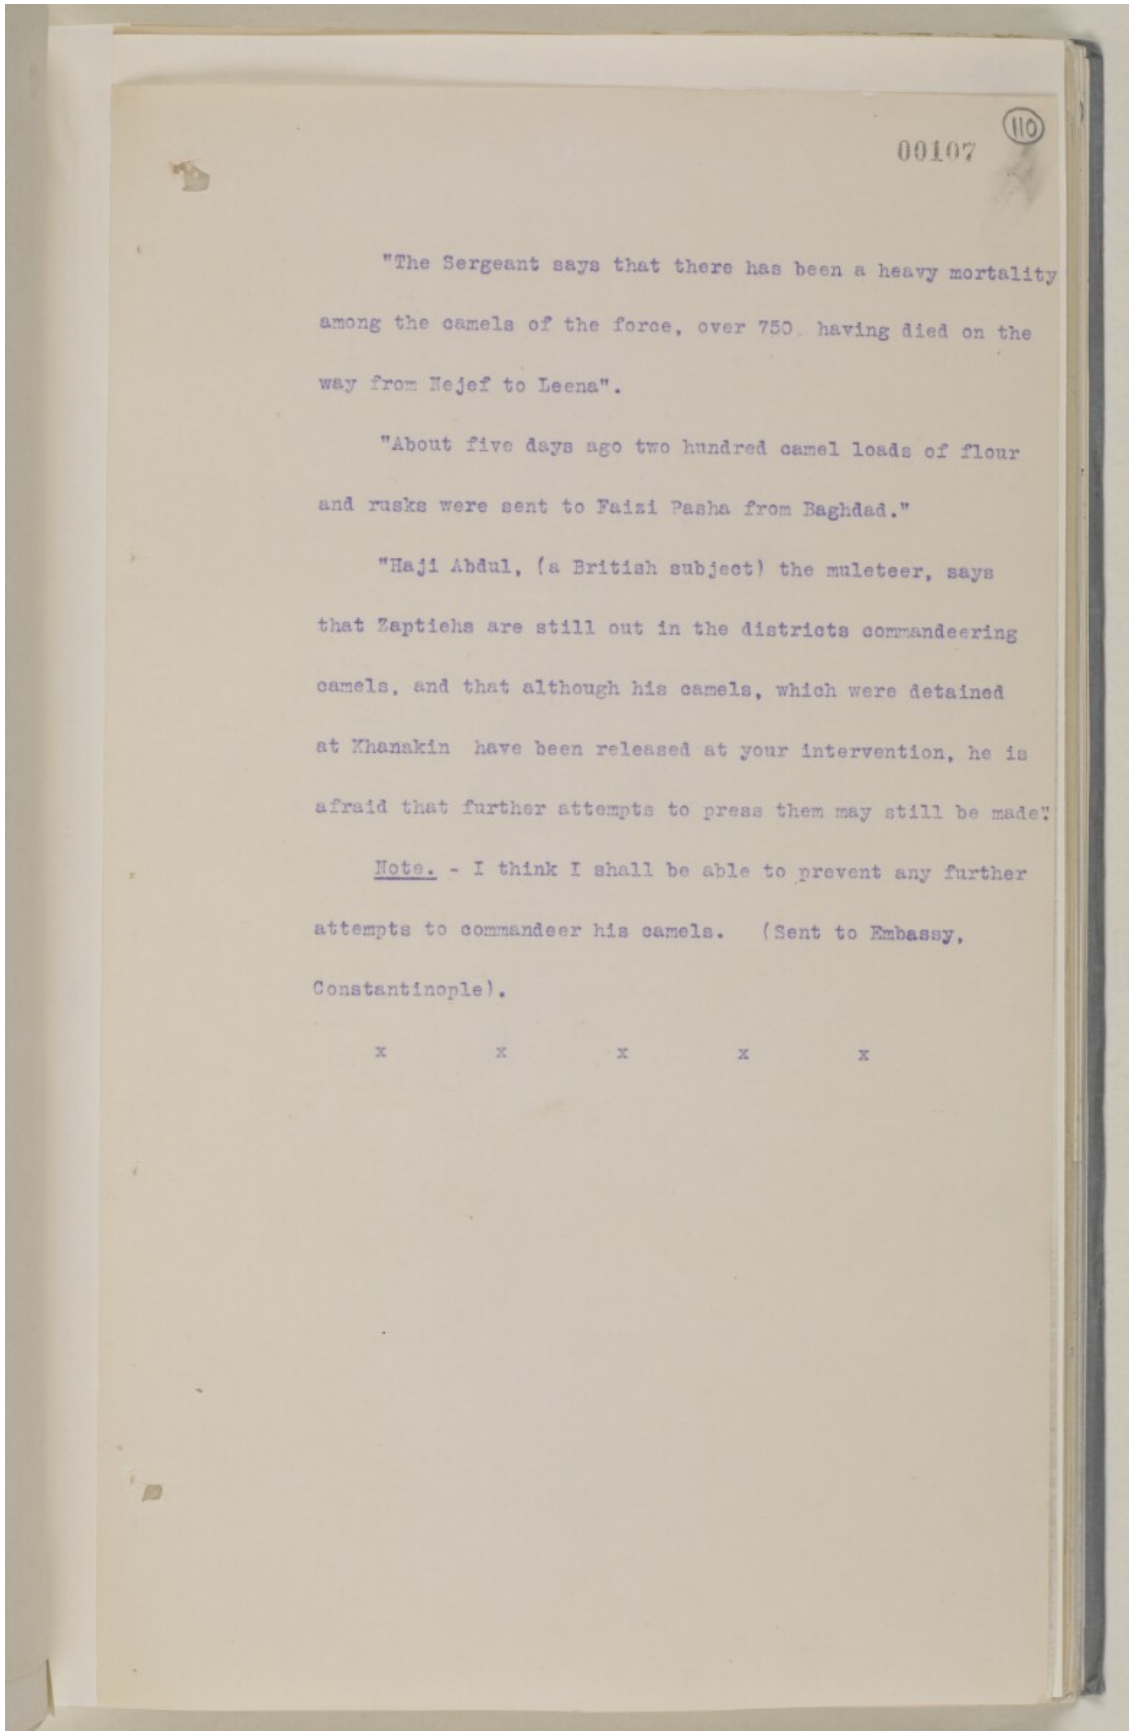 110
00107
"The Sergeant says that there has been a heavy mortality
among the camels of the force, over 750 having died on the
way from Nejef to Leena".
"About five days ago two hundred camel loads of flour
and rusks were sent to Faizi Pasha from Baghdad."
"Haji Abdul, (a British subject) the muleteer, says
that Zaptiehs are still out in the districts commandeering
camels, and that although his camels, which were detained
at Khanakin have been released at your intervention, he is
afraid that further attempts to press them may still be made".
Note. - I think I shall be able to prevent any further
attempts to commandeer his camels. (Sent to Embassy,
Constantinople).
x x x x x